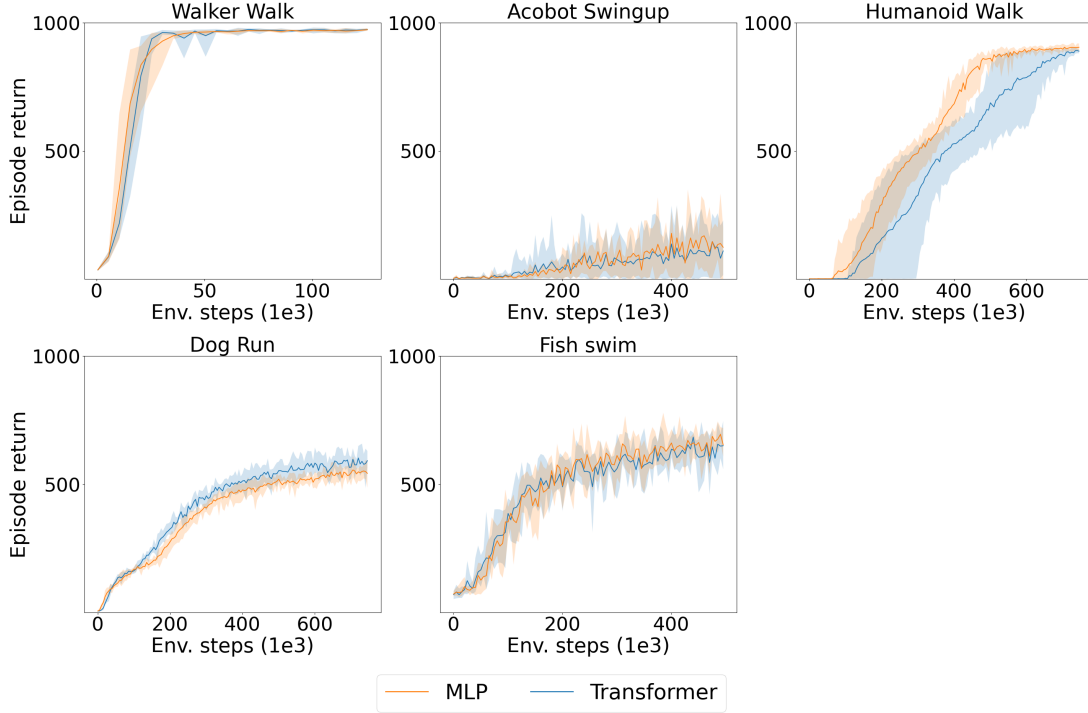 Walker Walk
Acobot Swingup
Humanoid Walk
1000
500
Episode return
0
50
100
Env. steps (1e3)
1000
500
0
200
400
Env. steps (1e3)
1000
500
0
200
400
600
Env. steps (1e3)
Dog Run
Fish swim
1000
500
Episode return
0
200
400
600
Env. steps (1e3)
1000
500
0
200
400
Env. steps (1e3)
MLP
Transformer